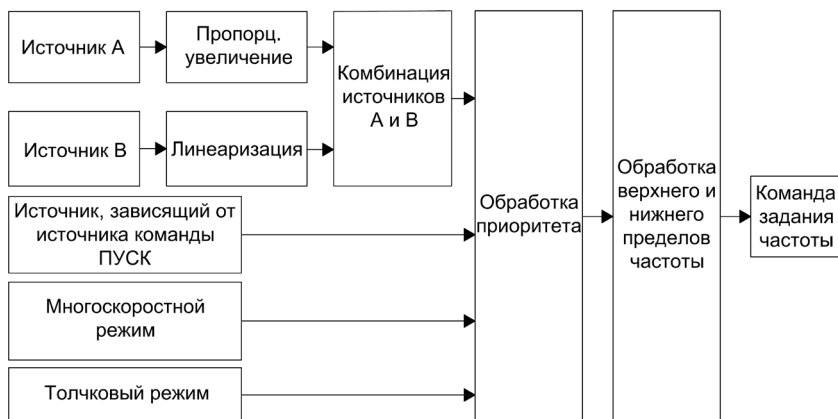 Источник A
Пропорц.
увеличение
Комбинация
источников
A и B
Источник B
Линеаризация
Источник, зависящий от
источника команды
ПУСК
Многоскоростной
режим
Толчковый режим
Обработка
приоритета
Обработка
верхнего и
нижнего
пределов
частоты
Команда
задания
частоты